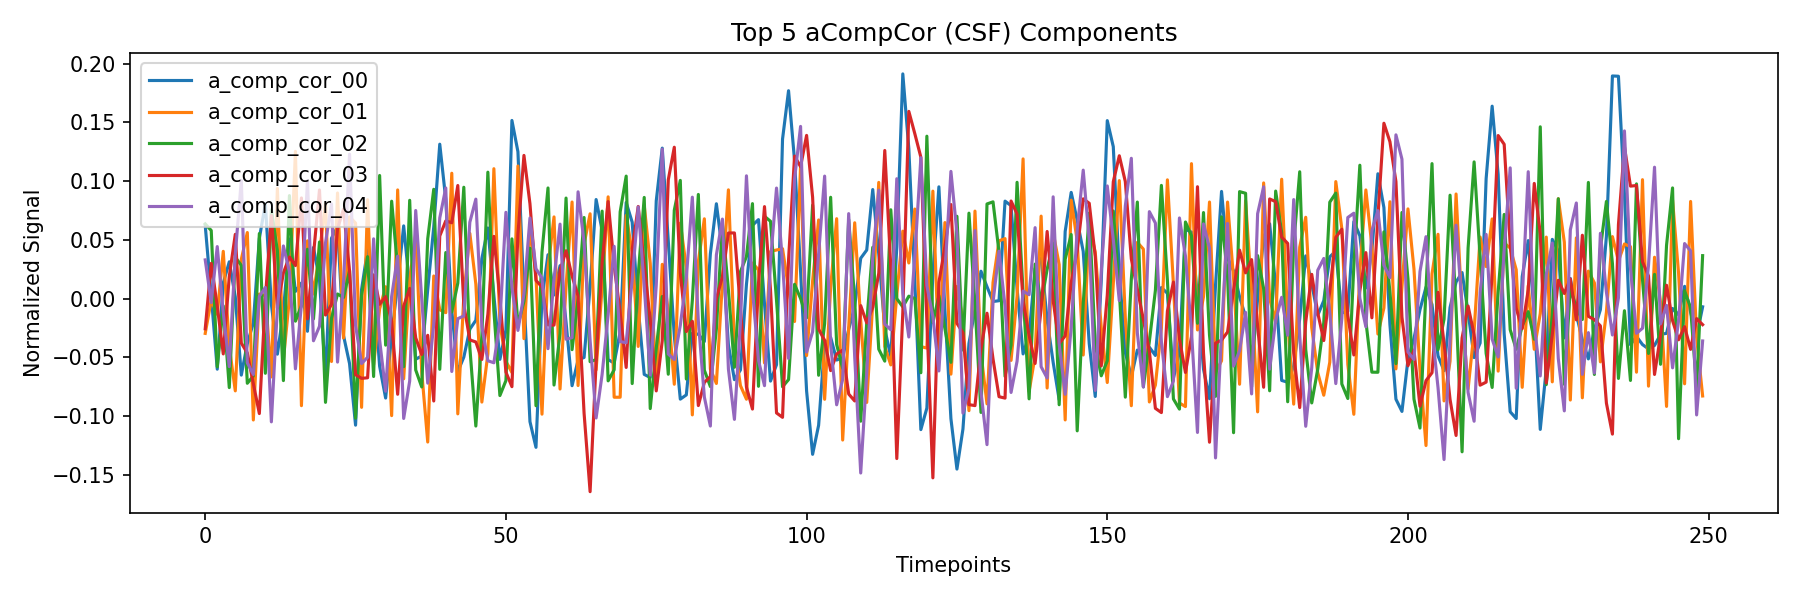 Top 5 aCompCor (CSF) Components
a_comp_cor_00
a_comp_cor_01
a_comp_cor_02
a_comp_cor_03
a_comp_cor_04
Normalized Signal
0.20
0.15
0.10
0.05
0.00
−0.05
−0.10
−0.15
0 50 100 150 200 250
Timepoints